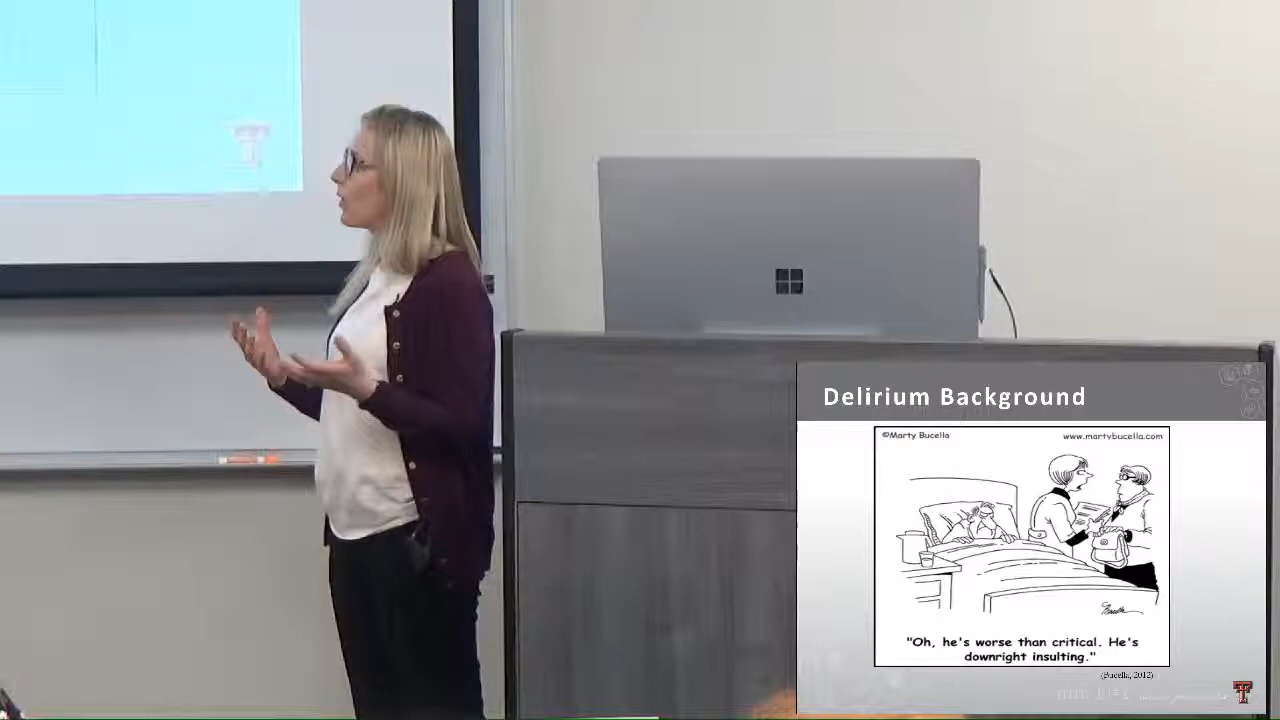 Delirium Background
©Marty Bucella www.martybucella.com
"Oh, he's worse than critical. He's
downright insulting."
(Bucella, 2012)